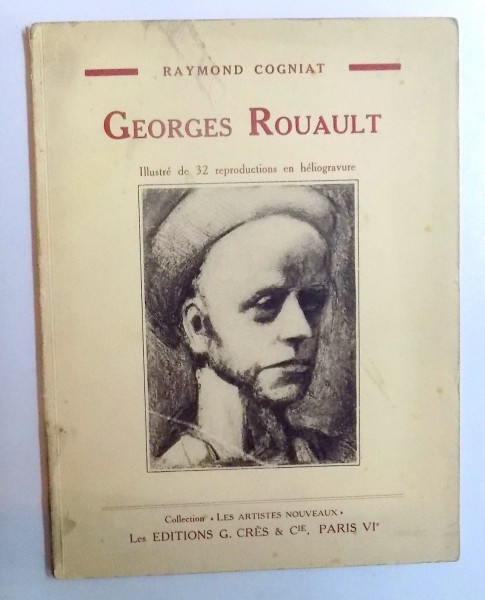 RAYMOND COGNIAT
GEORGES ROUAULT
Illustré de 32 reproductions en héliogravure
Collection « LES ARTISTES NOUVEAUX »
Les EDITIONS G. CRÈS & CIE, PARIS VIe